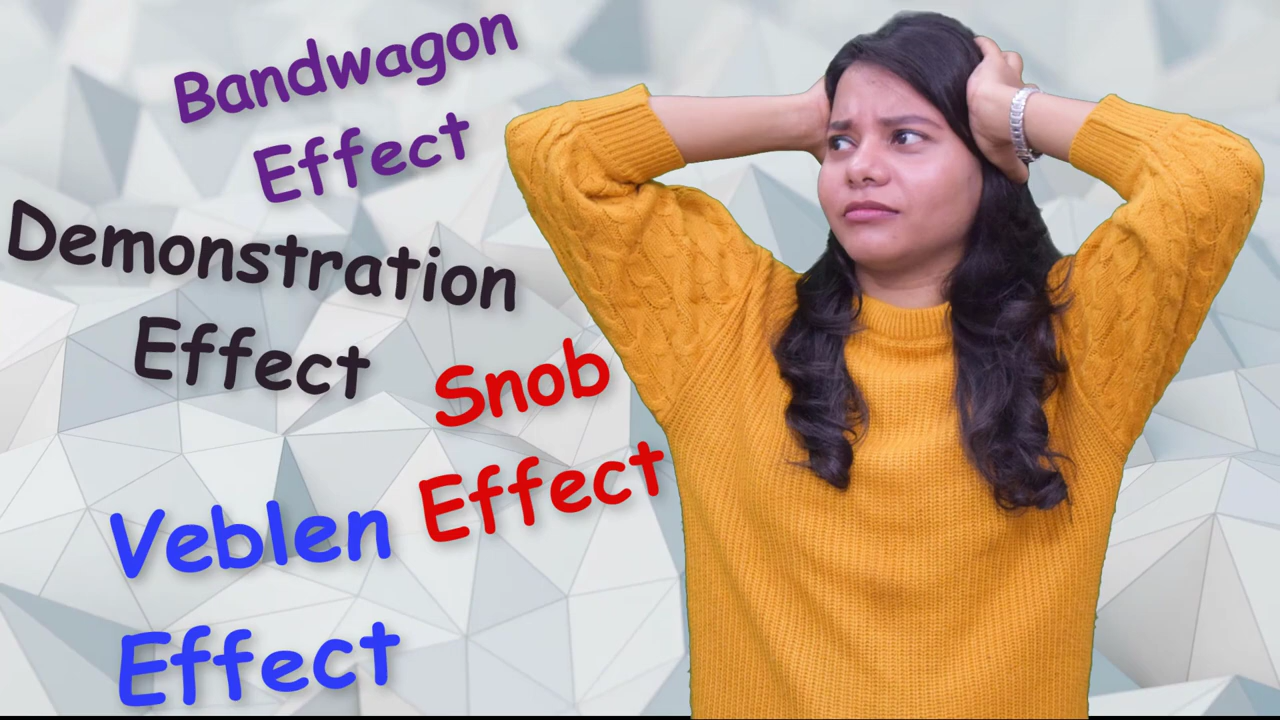 Bandwagon
Effect
Demonstration
Effect
Snob
Effect
Veblen
Effect